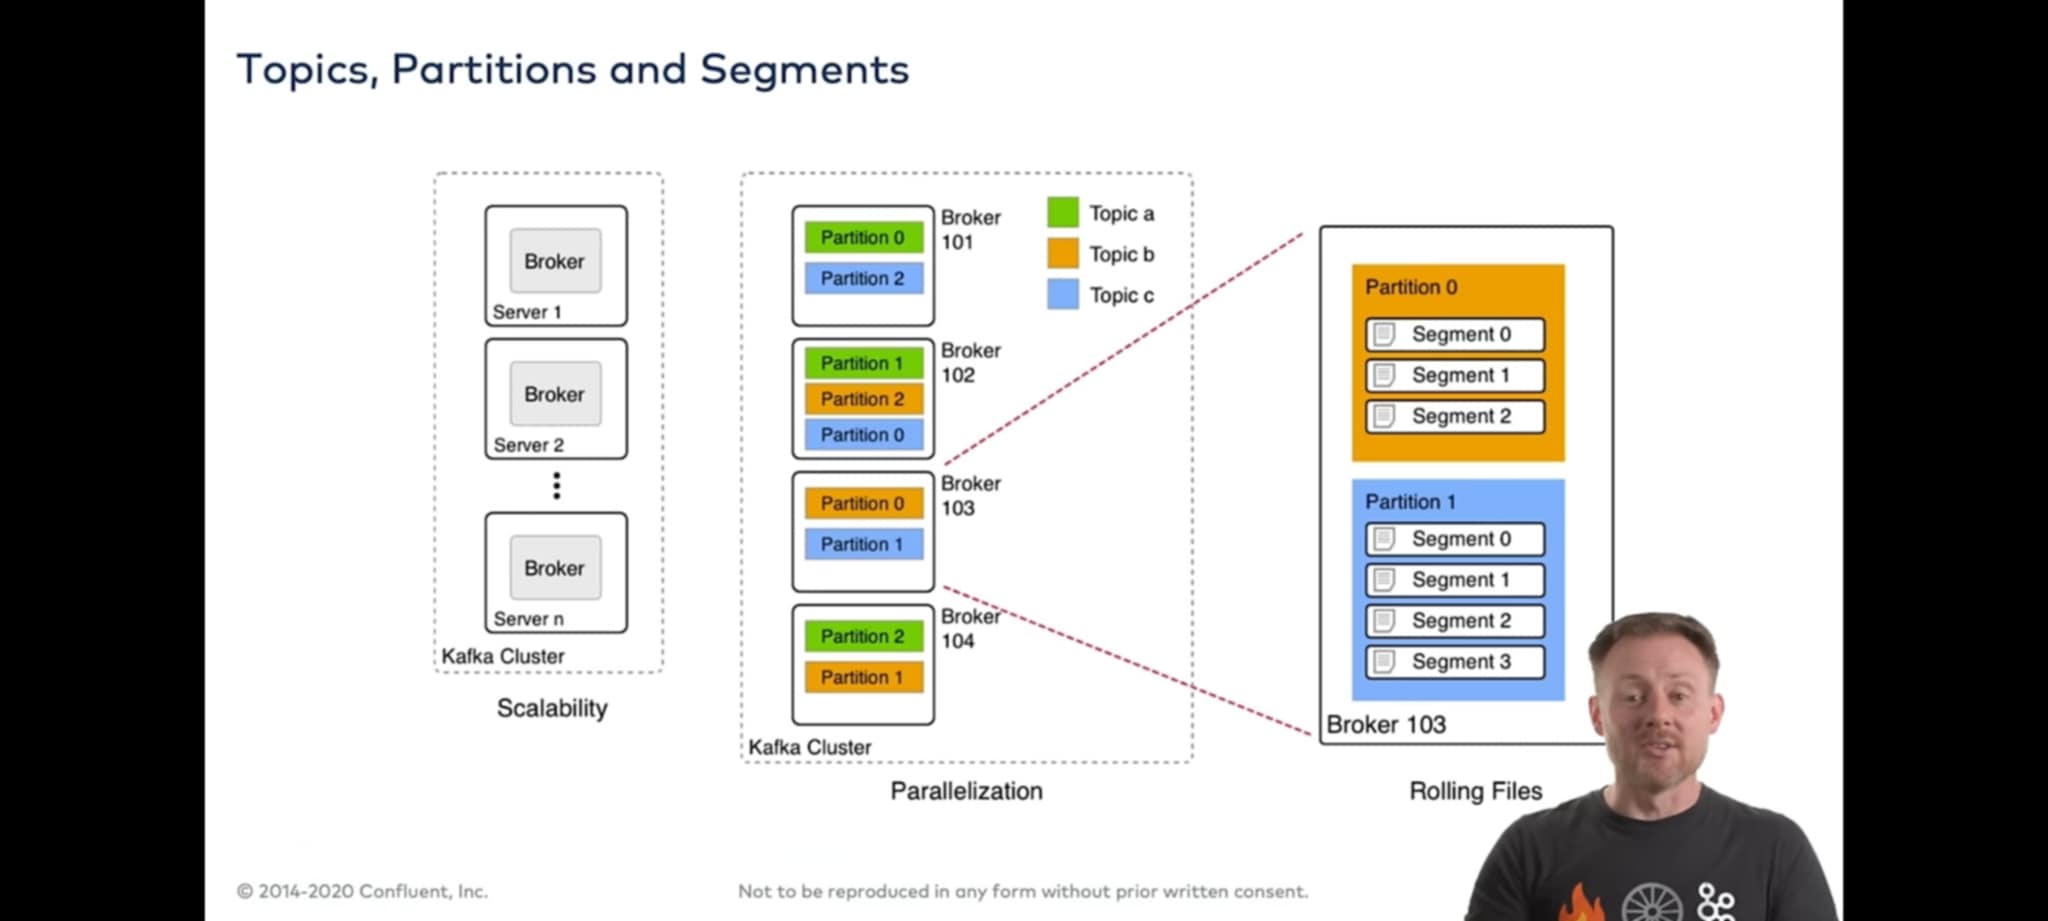 Topics, Partitions and Segments
Broker
Server 1
Broker
Server 2
Broker
Server n
Kafka Cluster
Scalability
Partition 0
Partition 2
Broker
101
Partition 1
Partition 2
Partition 0
Broker
102
Partition 0
Partition 1
Broker
103
Partition 2
Partition 1
Broker
104
Kafka Cluster
Topic a
Topic b
Topic c
Parallelization
Partition 0
Segment 0
Segment 1
Segment 2
Partition 1
Segment 0
Segment 1
Segment 2
Segment 3
Broker 103
Rolling Files
© 2014-2020 Confluent, Inc.
Not to be reproduced in any form without prior written consent.